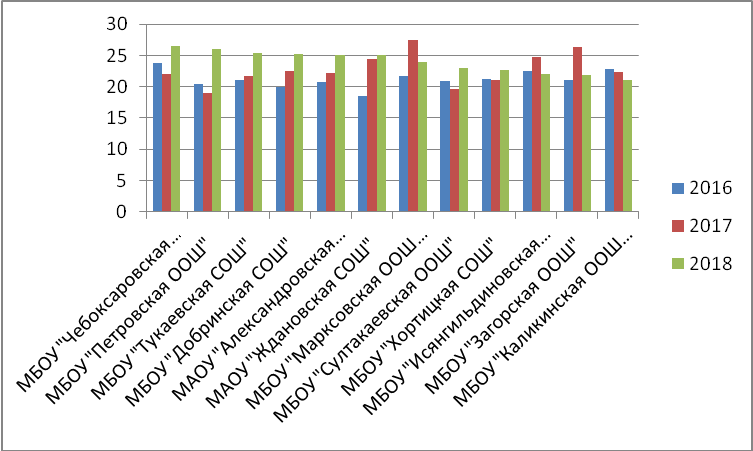 30
25
20
15
10
5
0
2016
2017
2018
МБОУ "Чебоксаровская...
МБОУ "Петровская ООШ"
МБОУ "Тукаевская СОШ"
МБОУ "Добринская СОШ"
МАОУ "Александровская...
МАОУ "Ждановская СОШ"
МБОУ "Марксовская ООШ...
МБОУ "Султакаевская ООШ"
МБОУ "Хортицкая СОШ"
МБОУ "Исянгильдиновская...
МБОУ "Загорская ООШ"
МБОУ "Каликинская ООШ...